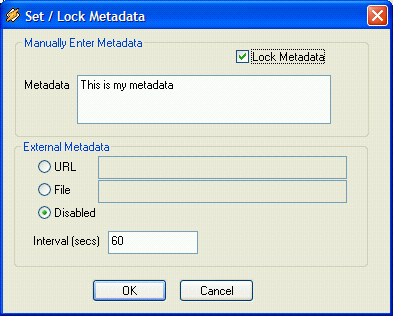 Set / Lock Metadata
Manually Enter Metadata
Lock Metadata
Metadata
This is my metadata
External Metadata
URL
File
Disabled
Interval (secs)
60
OK
Cancel